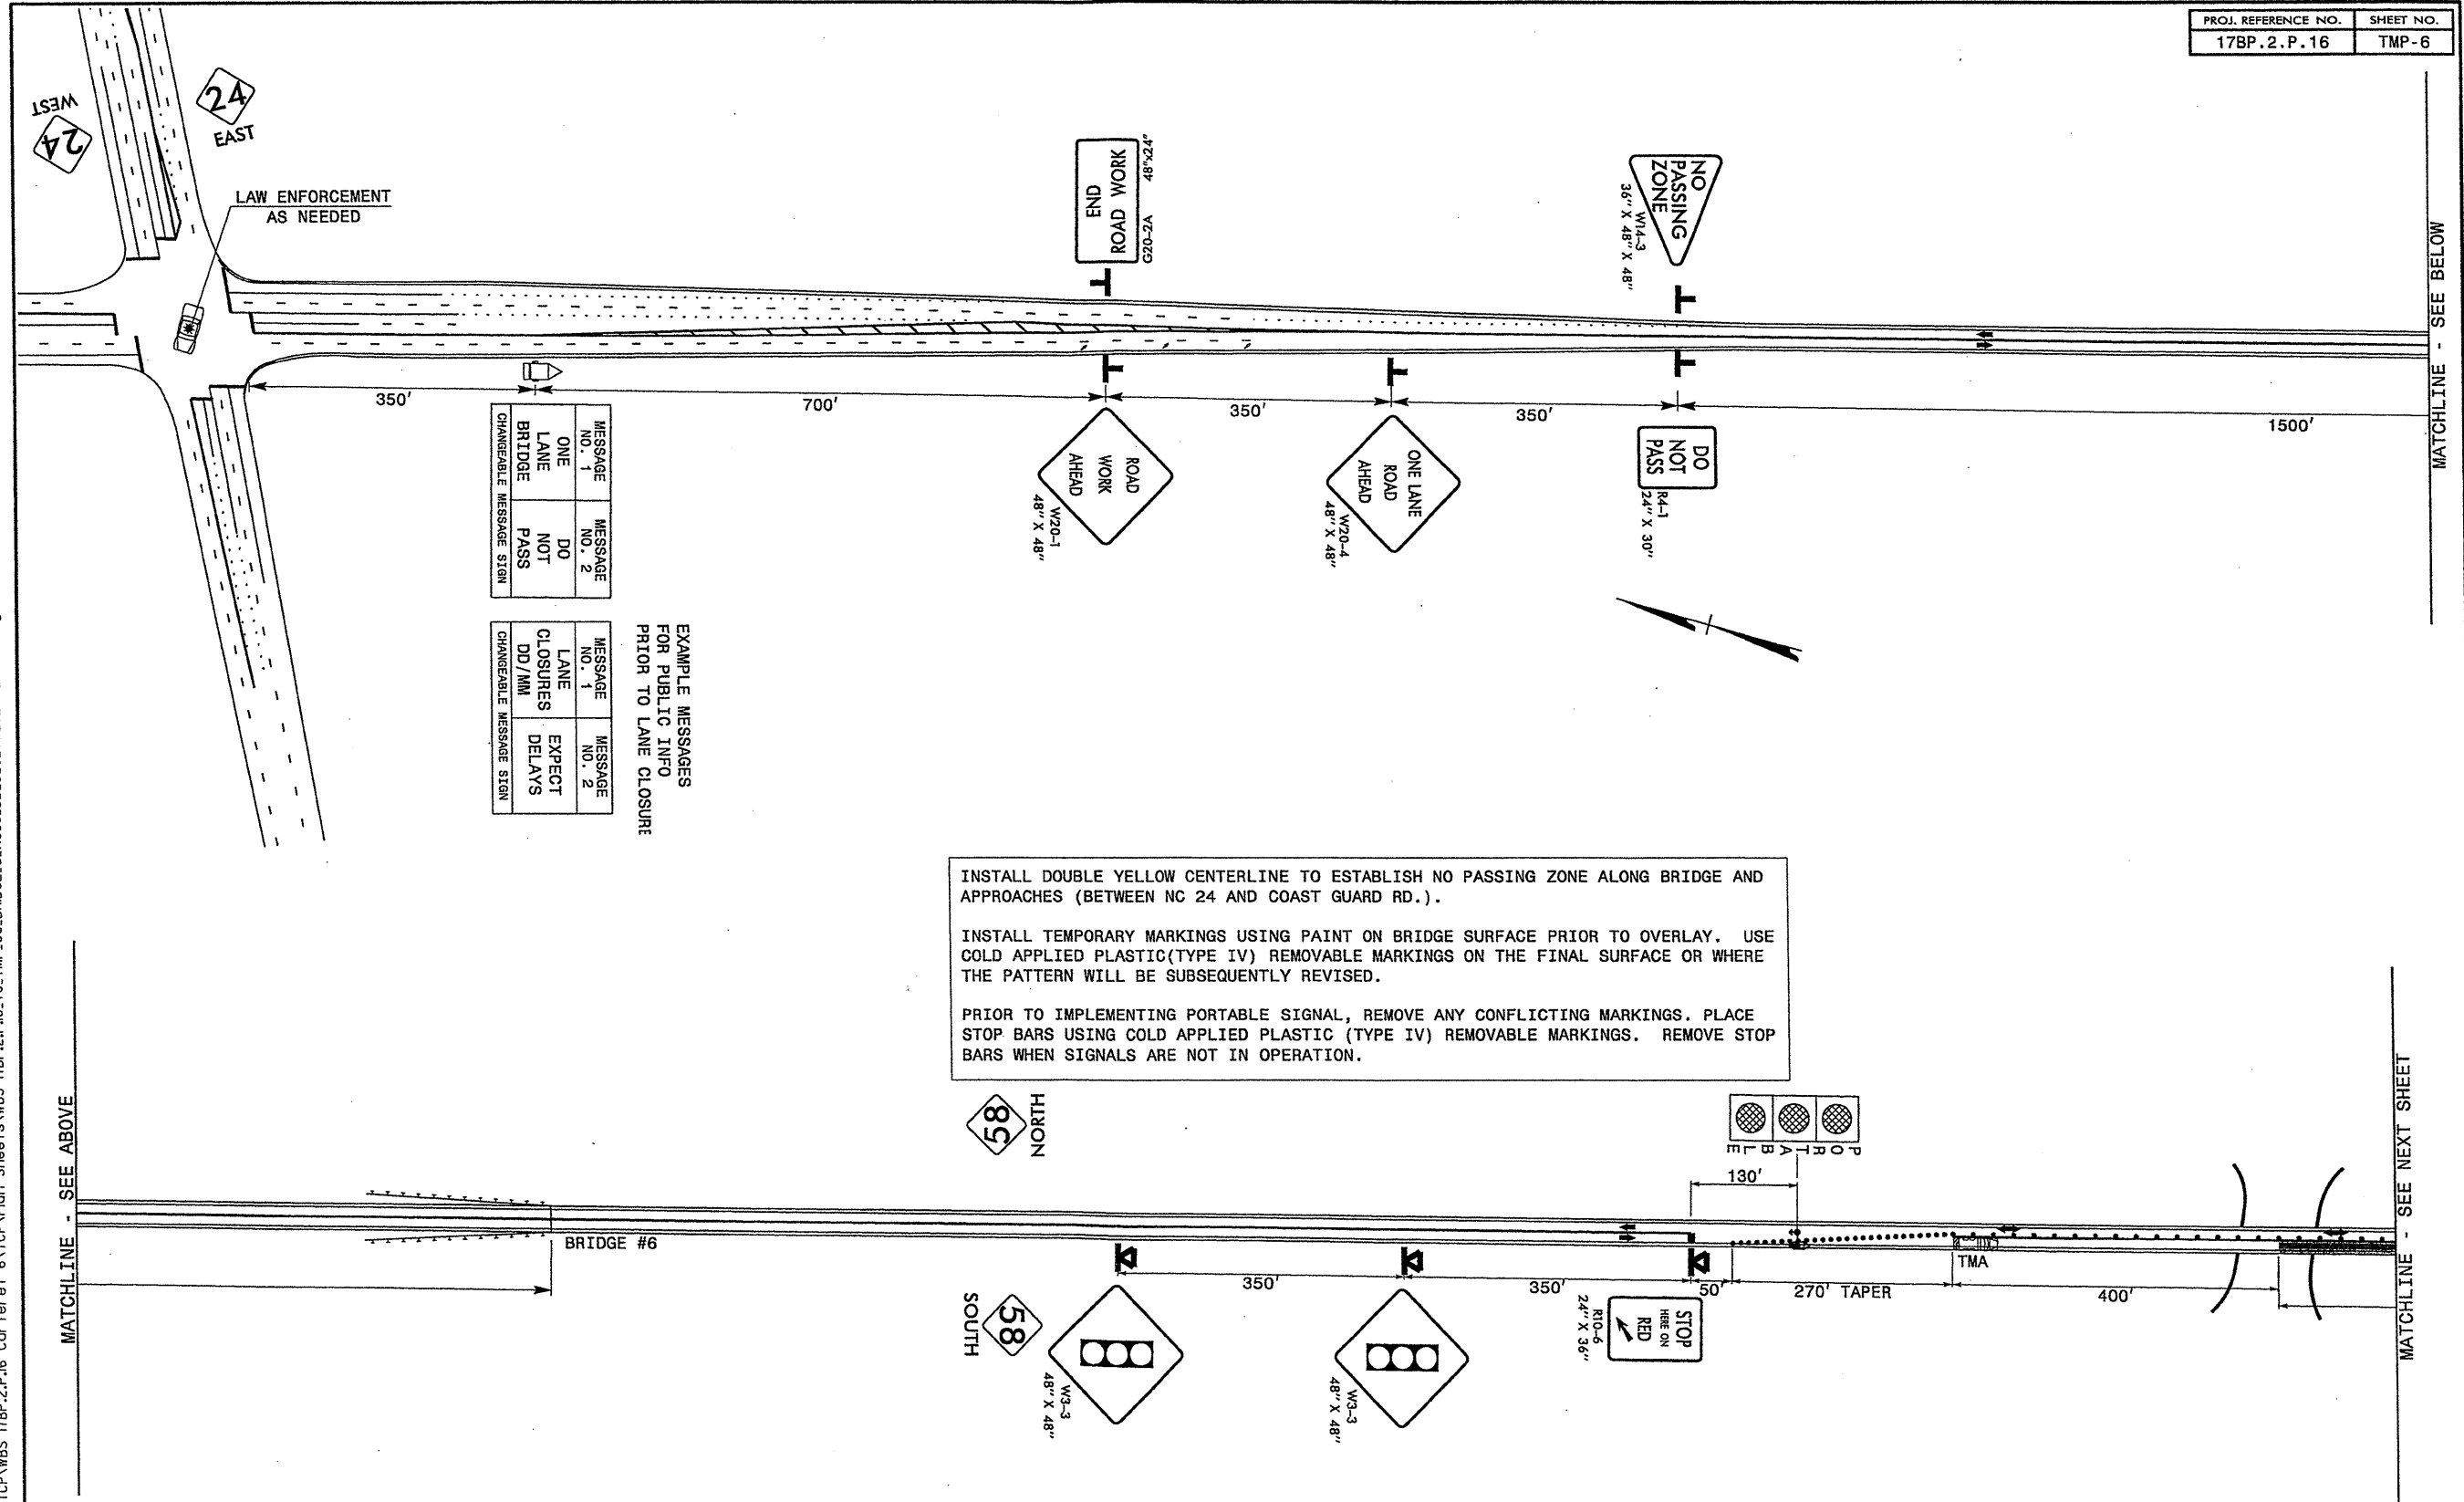 PROJ. REFERENCE NO. SHEET NO.
17BP.2.P.16 TMP-6
WEST
24
24
EAST
LAW ENFORCEMENT
AS NEEDED
END
ROAD WORK
G20-2A 48"x24"
NO
PASSING
ZONE
W14-3
36" X 48" X 48"
MATCHLINE - SEE BELOW
350'
700'
350'
350'
1500'
MESSAGE NO. 1
MESSAGE NO. 2
ONE
LANE
BRIDGE
DO
NOT
PASS
CHANGEABLE MESSAGE SIGN
ROAD
WORK
AHEAD
W20-1
48" X 48"
ONE LANE
ROAD
AHEAD
W20-4
48" X 48"
DO
NOT
PASS
R4-1
24" X 30"
EXAMPLE MESSAGES
FOR PUBLIC INFO
PRIOR TO LANE CLOSURE
MESSAGE NO. 1
MESSAGE NO. 2
LANE
CLOSURES
DD/MM
EXPECT
DELAYS
CHANGEABLE MESSAGE SIGN
INSTALL DOUBLE YELLOW CENTERLINE TO ESTABLISH NO PASSING ZONE ALONG BRIDGE AND
APPROACHES (BETWEEN NC 24 AND COAST GUARD RD.).
INSTALL TEMPORARY MARKINGS USING PAINT ON BRIDGE SURFACE PRIOR TO OVERLAY. USE
COLD APPLIED PLASTIC(TYPE IV) REMOVABLE MARKINGS ON THE FINAL SURFACE OR WHERE
THE PATTERN WILL BE SUBSEQUENTLY REVISED.
PRIOR TO IMPLEMENTING PORTABLE SIGNAL, REMOVE ANY CONFLICTING MARKINGS. PLACE
STOP BARS USING COLD APPLIED PLASTIC (TYPE IV) REMOVABLE MARKINGS. REMOVE STOP
BARS WHEN SIGNALS ARE NOT IN OPERATION.
MATCHLINE - SEE ABOVE
58
NORTH
PORTABLE
130'
MATCHLINE - SEE NEXT SHEET
BRIDGE #6
TMA
350'
350'
50'
270' TAPER
400'
58
SOUTH
W3-3
48" X 48"
W3-3
48" X 48"
STOP
HERE ON
RED
R10-6
24" X 36"